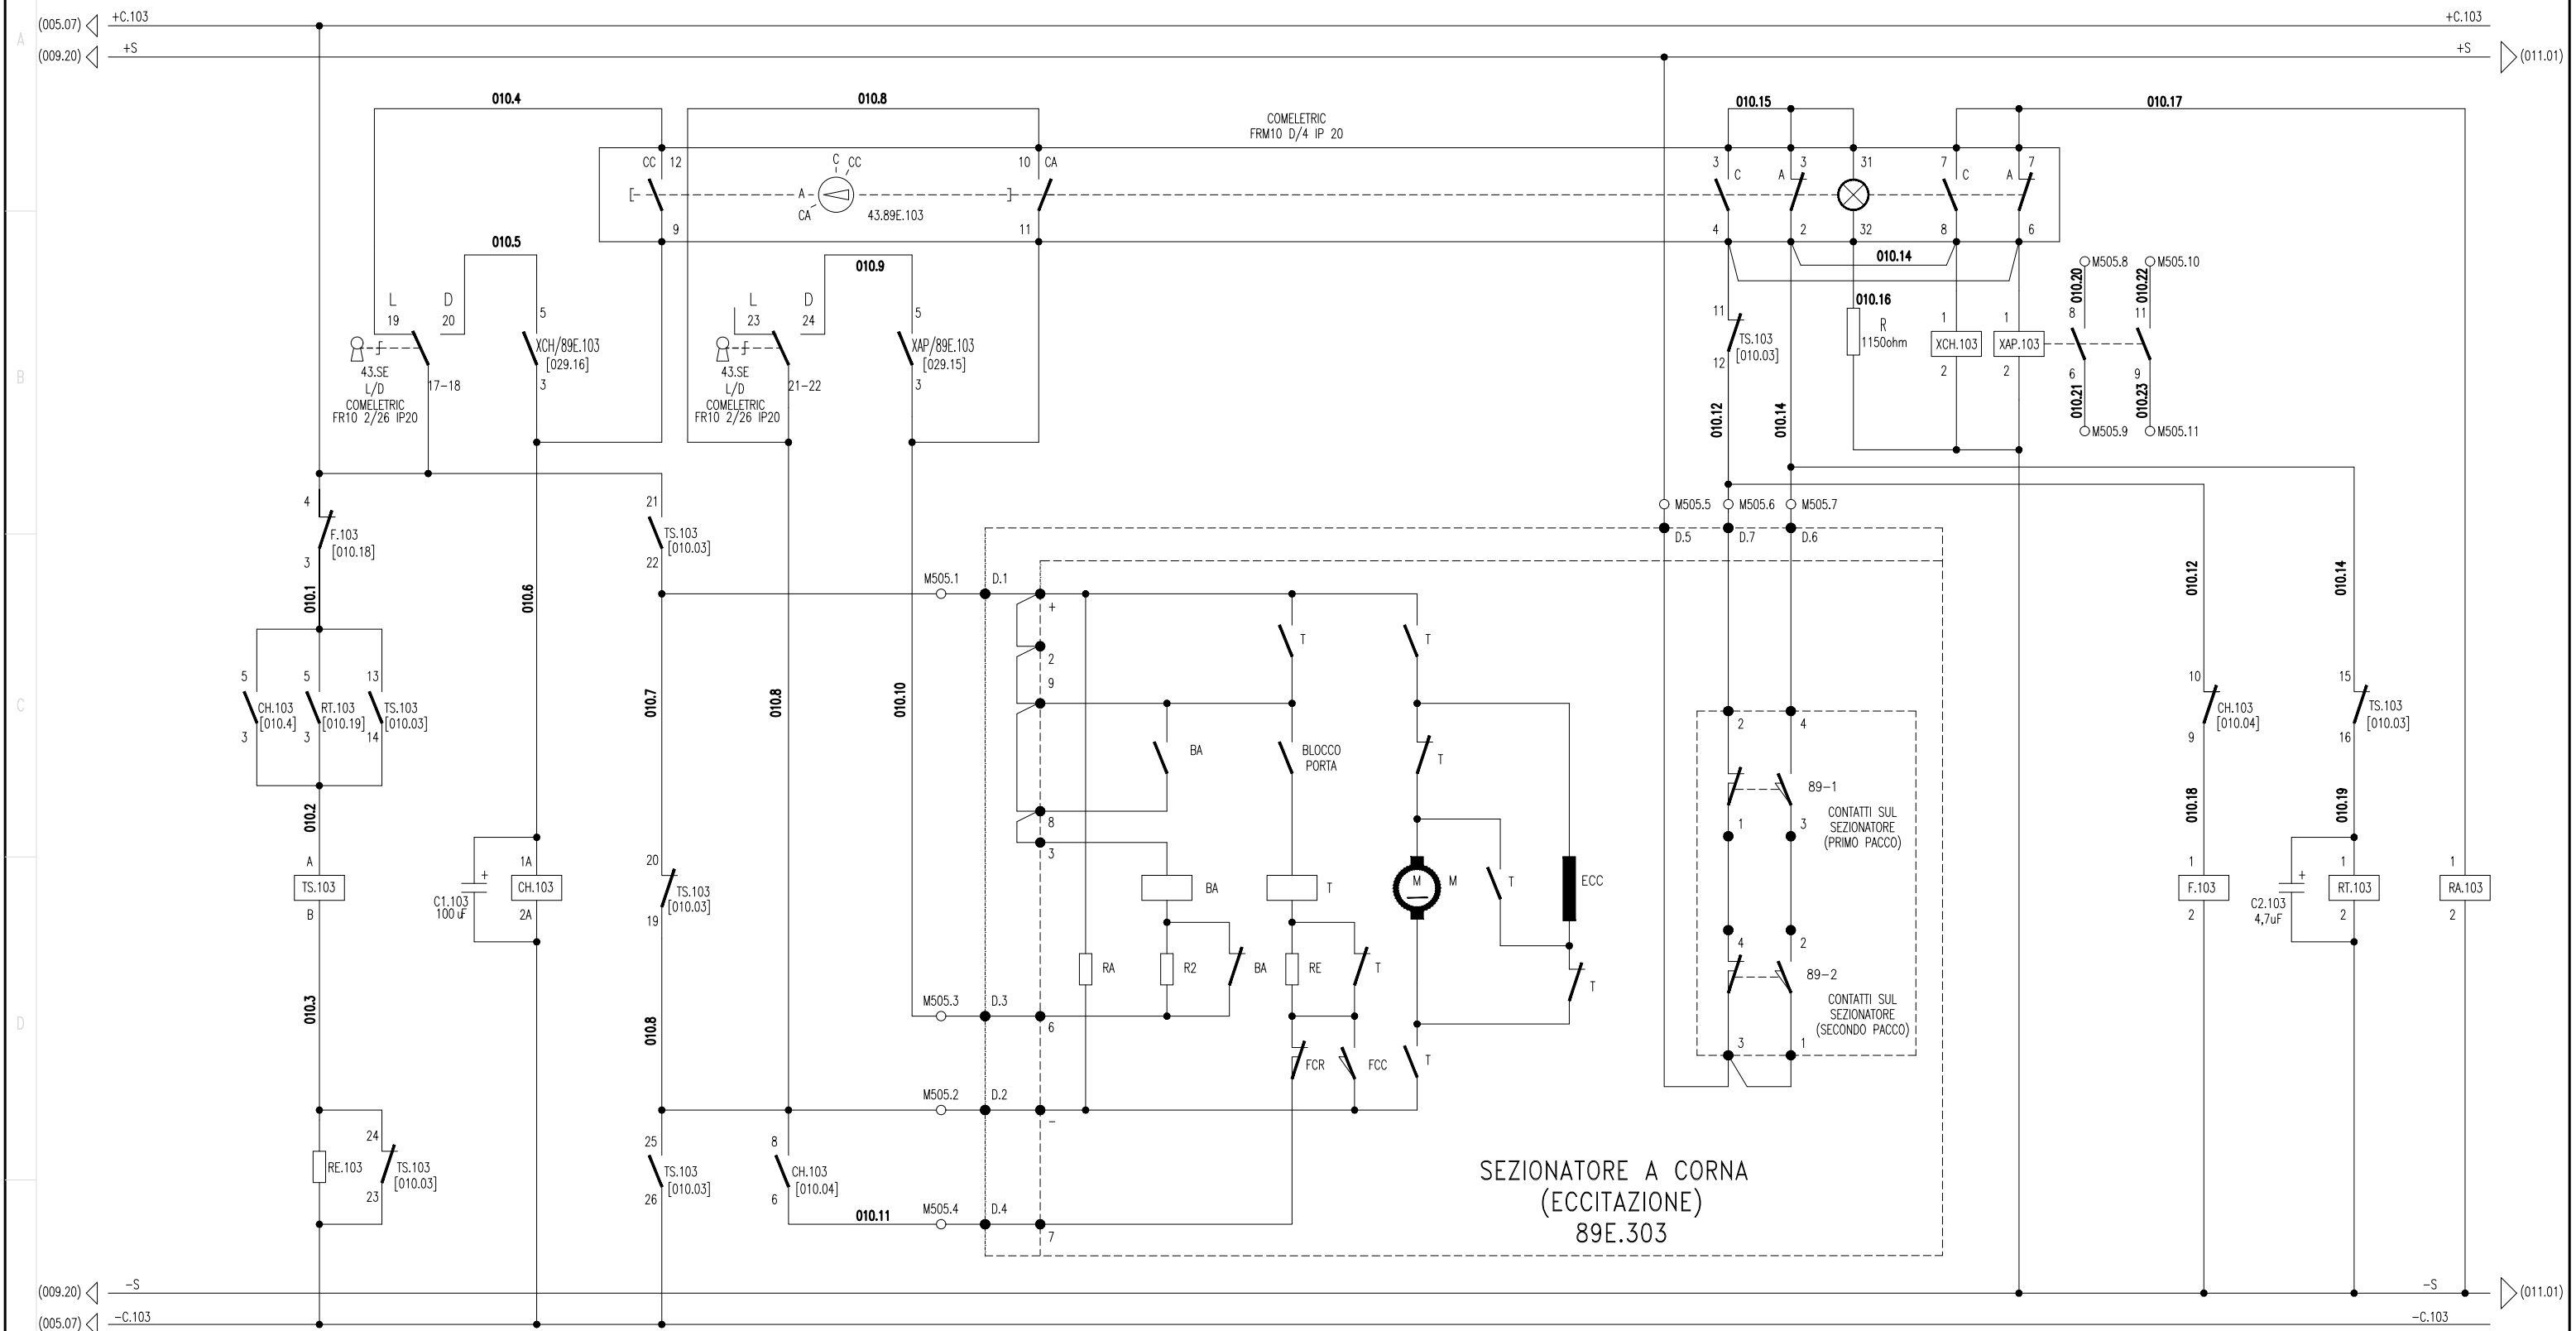 A
(005.07)
+C.103
+C.103
(009.20)
+S
+S
(011.01)
010.4
010.8
COMELETRIC
FRM10 D/4 IP 20
010.15
010.17
CC
12
C
CC
10
CA
3
3
31
7
7
A
CA
43.89E.103
C
A
C
A
9
11
4
2
32
8
6
010.5
010.9
010.14
M505.8
M505.10
010.20
010.22
L
D
19
20
5
L
D
23
24
5
11
010.16
R
1150ohm
1
1
8
11
XCH/89E.103
[029.16]
XAP/89E.103
[029.15]
TS.103
[010.03]
XCH.103
XAP.103
12
2
2
6
9
B
43.SE
L/D
COMELETRIC
FR10 2/26 IP20
17-18
3
43.SE
L/D
COMELETRIC
FR10 2/26 IP20
21-22
3
010.12
010.14
010.21
010.23
M505.9
M505.11
4
F.103
[010.18]
3
21
TS.103
[010.03]
22
M505.5
M505.6
M505.7
D.5
D.7
D.6
010.1
010.6
M505.1
D.1
+
2
9
T
T
010.12
010.14
C
5
5
13
CH.103
[010.4]
RT.103
[010.19]
TS.103
[010.03]
3
3
14
010.7
010.8
010.10
BA
BLOCCO
PORTA
T
2
4
10
CH.103
[010.04]
9
15
TS.103
[010.03]
16
010.2
8
3
89-1
CONTATTI SUL
SEZIONATORE
(PRIMO PACCO)
1
3
010.18
010.19
A
TS.103
B
+
C1.103
100uF
1A
CH.103
2A
20
TS.103
[010.03]
19
BA
T
M
M
T
ECC
1
F.103
2
+
C2.103
4,7uF
1
RT.103
2
1
RA.103
2
D
010.3
010.8
RA
R2
BA
RE
T
T
4
2
89-2
CONTATTI SUL
SEZIONATORE
(SECONDO PACCO)
3
1
M505.3
D.3
6
FCR
FCC
T
M505.2
D.2
-
RE.103
24
TS.103
[010.03]
23
25
TS.103
[010.03]
26
8
CH.103
[010.04]
6
010.11
M505.4
D.4
7
SEZIONATORE A CORNA
(ECCITAZIONE)
89E.303
(009.20)
-S
-S
(011.01)
(005.07)
-C.103
-C.103